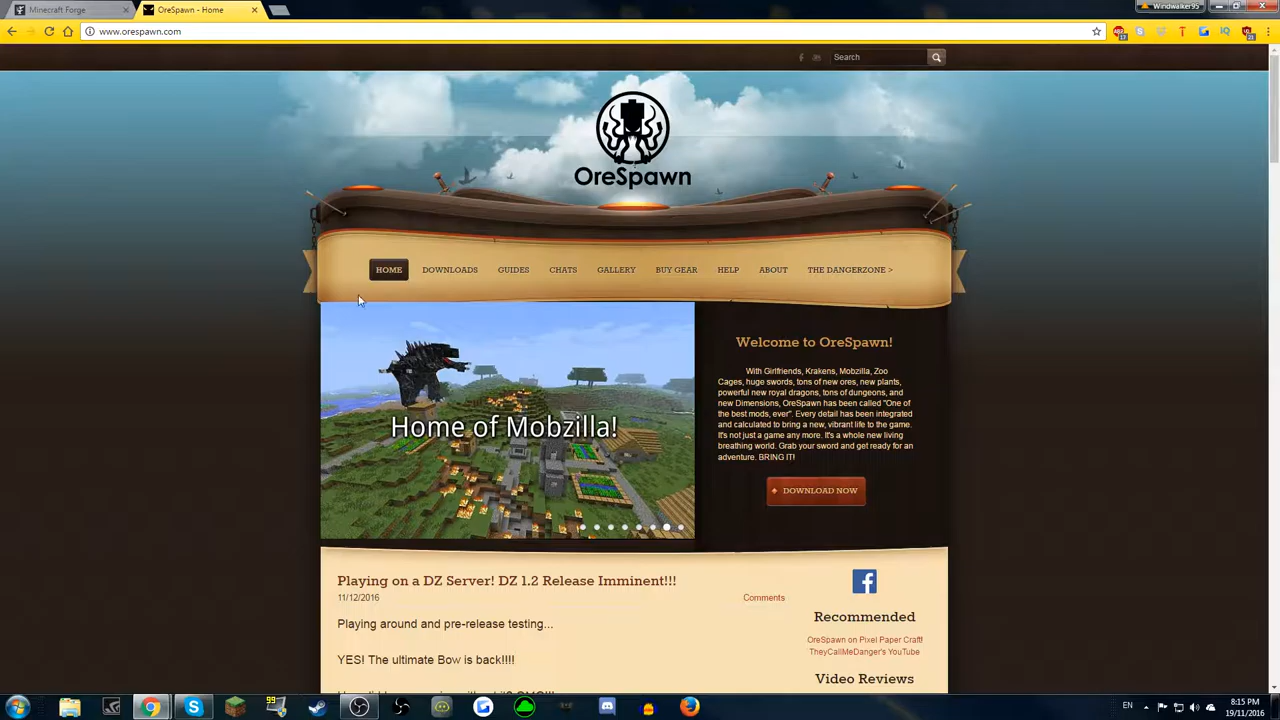 Minecraft Forge
OreSpawn - Home
Windwalker95
www.orespawn.com
Search
OreSpawn
HOME
DOWNLOADS
GUIDES
CHATS
GALLERY
BUY GEAR
HELP
ABOUT
THE DANGERZONE >
Home of Mobzilla!
Welcome to OreSpawn!
With Girlfriends, Krakens, Mobzilla, Zoo
Cages, huge swords, tons of new ores, new plants,
powerful new royal dragons, tons of dungeons, and
new Dimensions, OreSpawn has been called "One of
the best mods, ever". Every detail has been integrated
and calculated to bring a new, vibrant life to the game.
It's not just a game any more. It's a whole new living
breathing world. Grab your sword and get ready for an
adventure. BRING IT!
DOWNLOAD NOW
Playing on a DZ Server! DZ 1.2 Release Imminent!!!
11/12/2016
Comments
Playing around and pre-release testing...
YES! The ultimate Bow is back!!!!
Recommended
OreSpawn on Pixel Paper Craft!
TheyCallMeDanger's YouTube
Video Reviews
99
EN
8:15 PM
19/11/2016